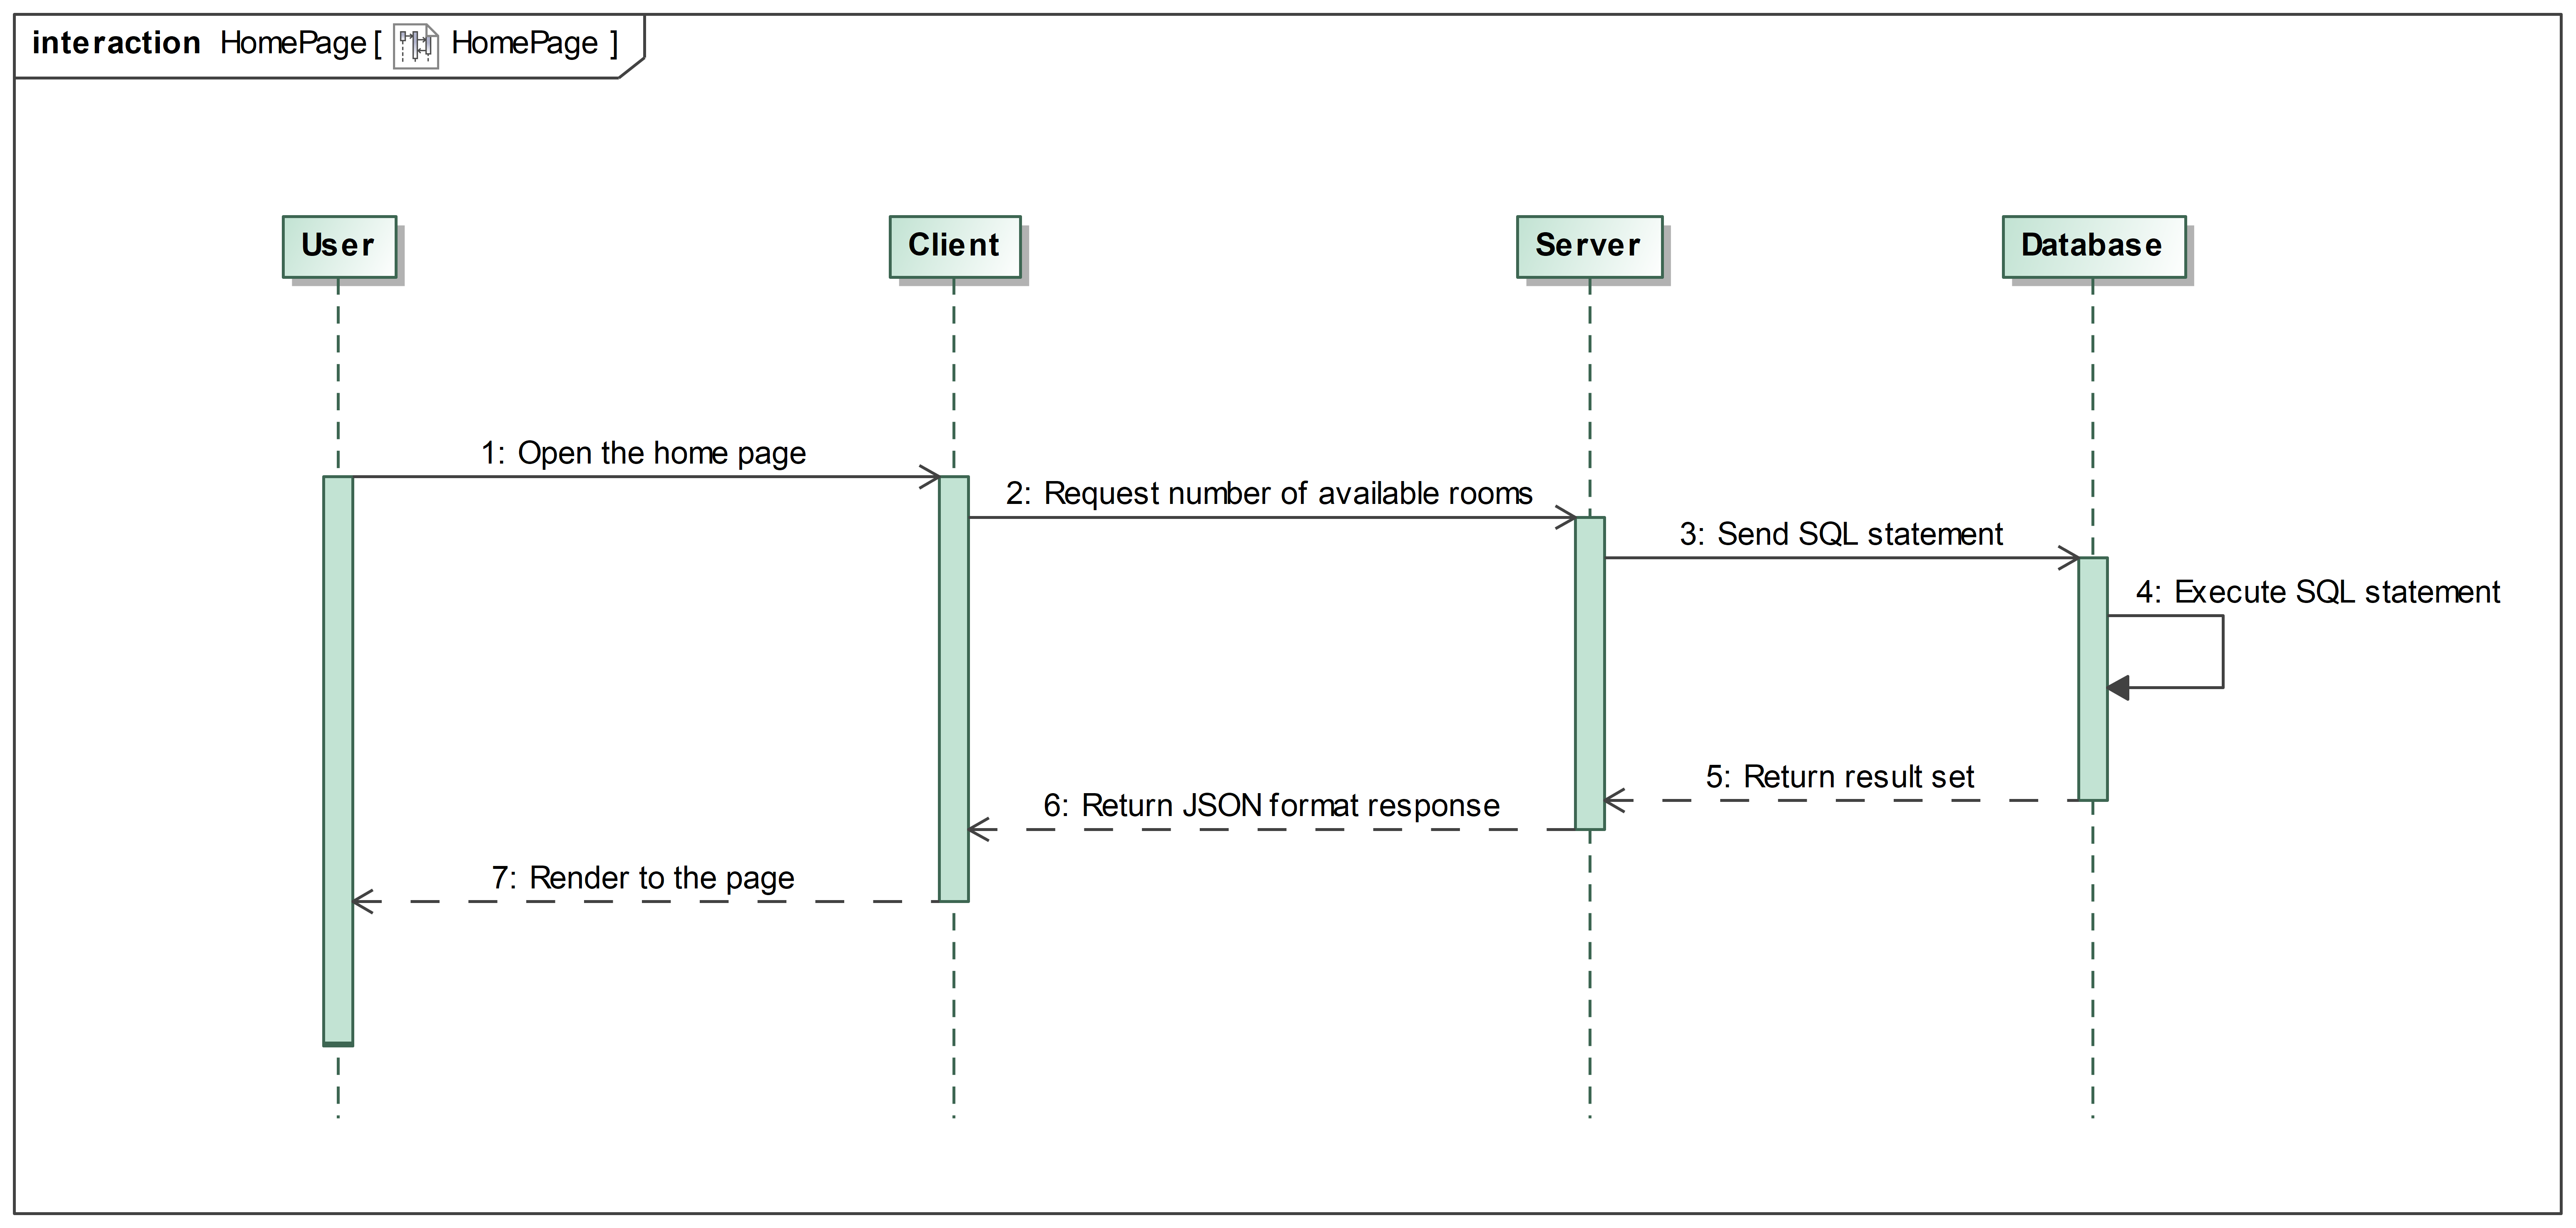 interaction HomePage [ HomePage ]
User
Client
Server
Database
1: Open the home page
2: Request number of available rooms
3: Send SQL statement
4: Execute SQL statement
5: Return result set
6: Return JSON format response
7: Render to the page